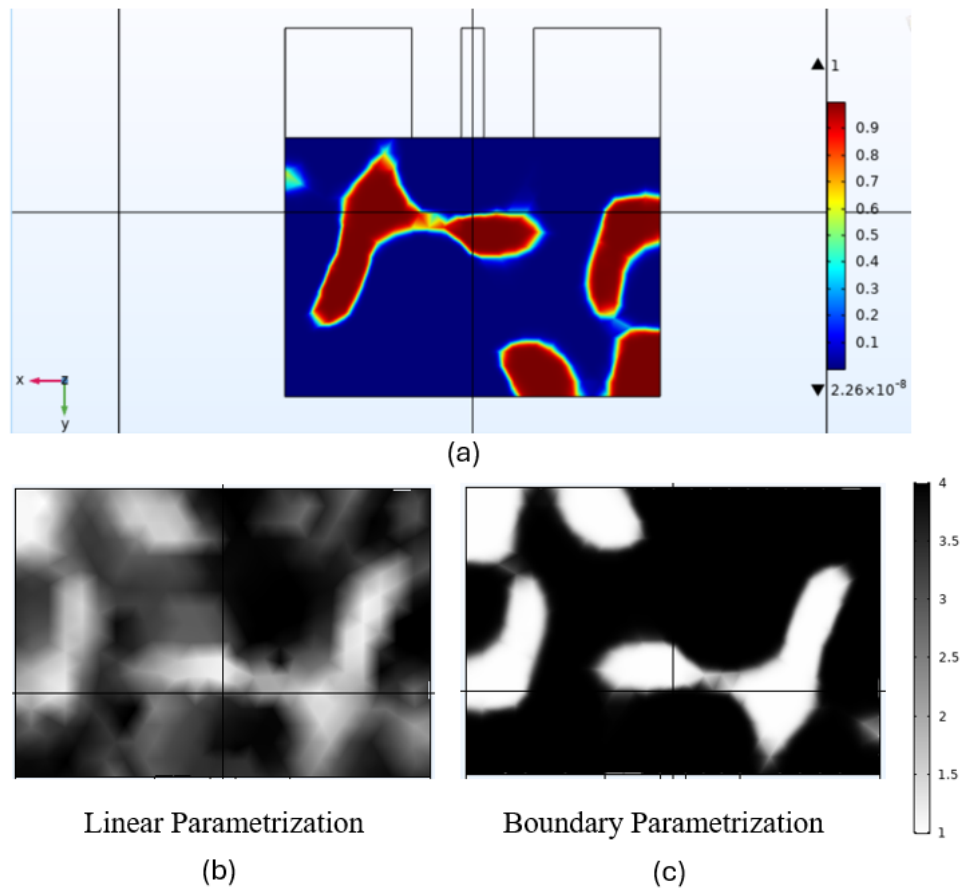 1
0.9
0.8
0.7
0.6
0.5
0.4
0.3
0.2
0.1
2.26×10⁻⁸
x
z
y
(a)
4
3.5
3
2.5
2
1.5
1
Linear Parametrization
Boundary Parametrization
(b)
(c)